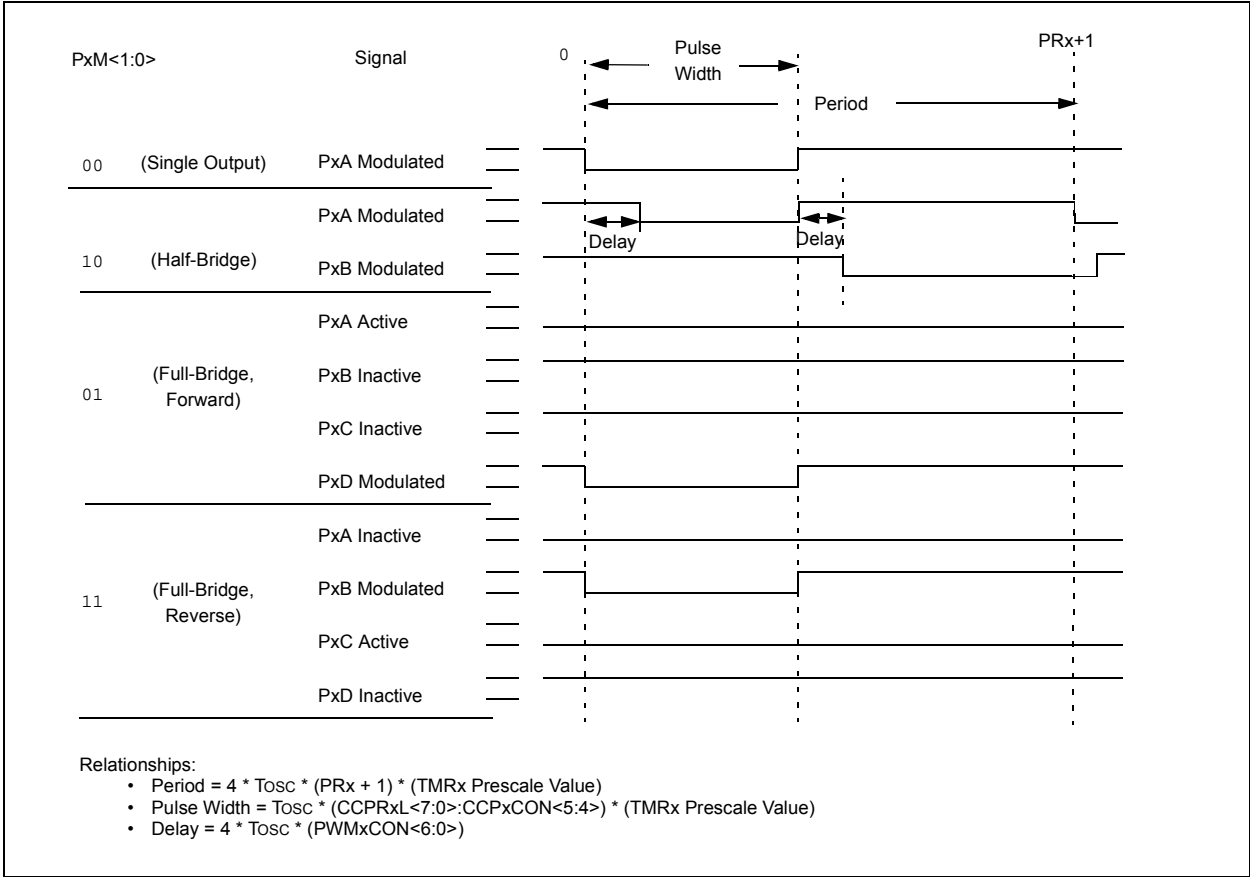 PxM<1:0>
Signal
0
Pulse
Width
PRx+1
Period
00
(Single Output)
PxA Modulated
10
(Half-Bridge)
PxA Modulated
Delay
Delay
PxB Modulated
01
(Full-Bridge,
Forward)
PxA Active
PxB Inactive
PxC Inactive
PxD Modulated
11
(Full-Bridge,
Reverse)
PxA Inactive
PxB Modulated
PxC Active
PxD Inactive
Relationships:
• Period = 4 * TOSC * (PRx + 1) * (TMRx Prescale Value)
• Pulse Width = TOSC * (CCPRxL<7:0>:CCPxCON<5:4>) * (TMRx Prescale Value)
• Delay = 4 * TOSC * (PWMxCON<6:0>)